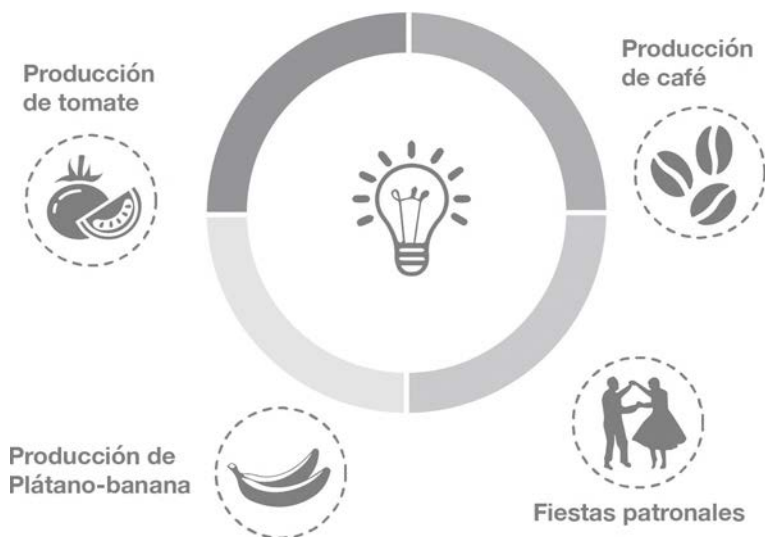 Producción
de tomate
Producción
de café
Producción de
Plátano-banana
Fiestas patronales